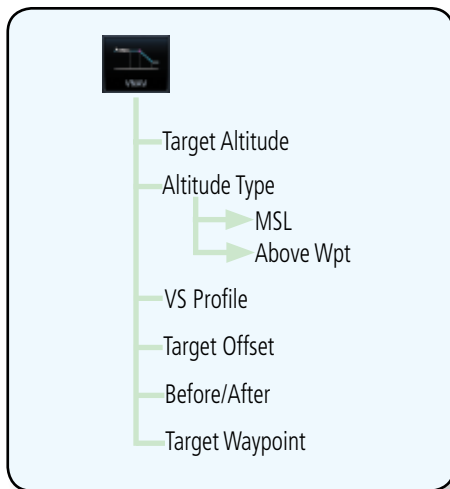 VNAV
Target Altitude
Altitude Type
MSL
Above Wpt
VS Profile
Target Offset
Before/After
Target Waypoint